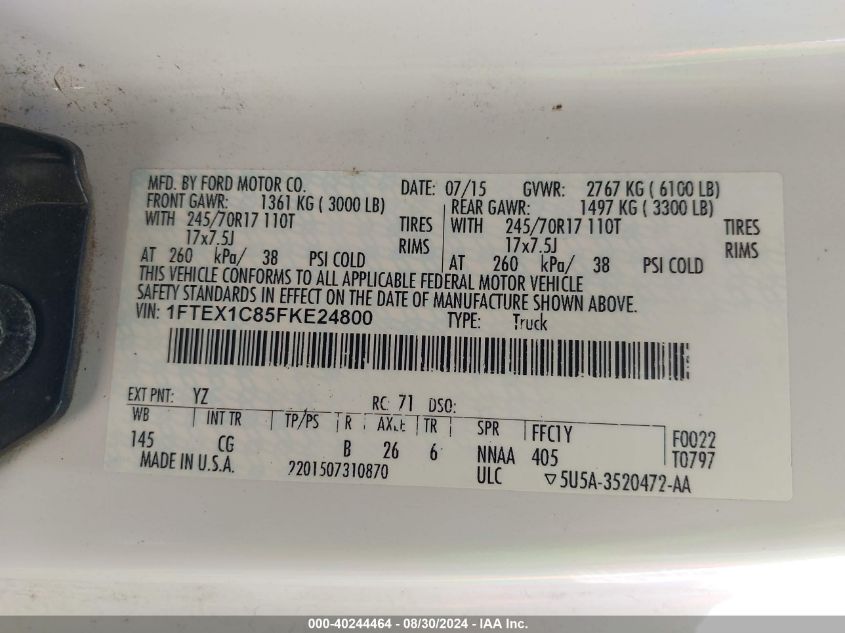 MFD. BY FORD MOTOR CO. DATE: 07/15 GVWR: 2767 KG ( 6100 LB)
FRONT GAWR: 1361 KG ( 3000 LB) REAR GAWR: 1497 KG ( 3300 LB)
WITH 245/70R17 110T TIRES WITH 245/70R17 110T TIRES
17x7.5J RIMS 17x7.5J RIMS
AT 260 kPa/ 38 PSI COLD AT 260 kPa/ 38 PSI COLD
THIS VEHICLE CONFORMS TO ALL APPLICABLE FEDERAL MOTOR VEHICLE
SAFETY STANDARDS IN EFFECT ON THE DATE OF MANUFACTURE SHOWN ABOVE.
VIN: 1FTEX1C85FKE24800 TYPE: Truck
EXT PNT: YZ RC: 71 DSO:
WB INT TR TP/PS R AXLE TR SPR FFC1Y F0022
145 CG B 26 6 NNAA 405 T0797
MADE IN U.S.A. 2201507310870 ULC ▽5U5A-3520472-AA
000-40244464 - 08/30/2024 - IAA Inc.